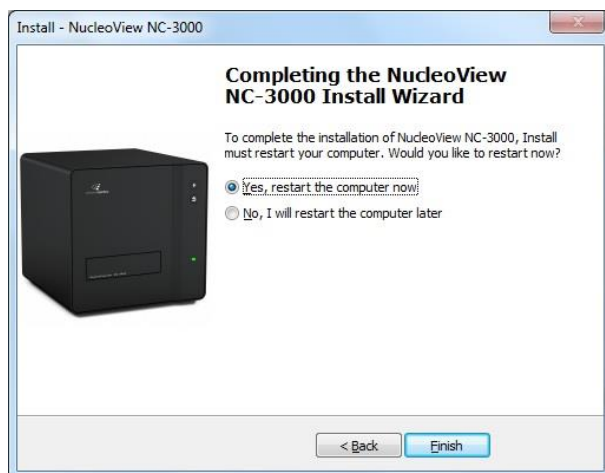 Install - NucleoView NC-3000
Completing the NucleoView
NC-3000 Install Wizard
To complete the installation of NucleoView NC-3000, Install
must restart your computer. Would you like to restart now?
Yes, restart the computer now
No, I will restart the computer later
< Back
Finish